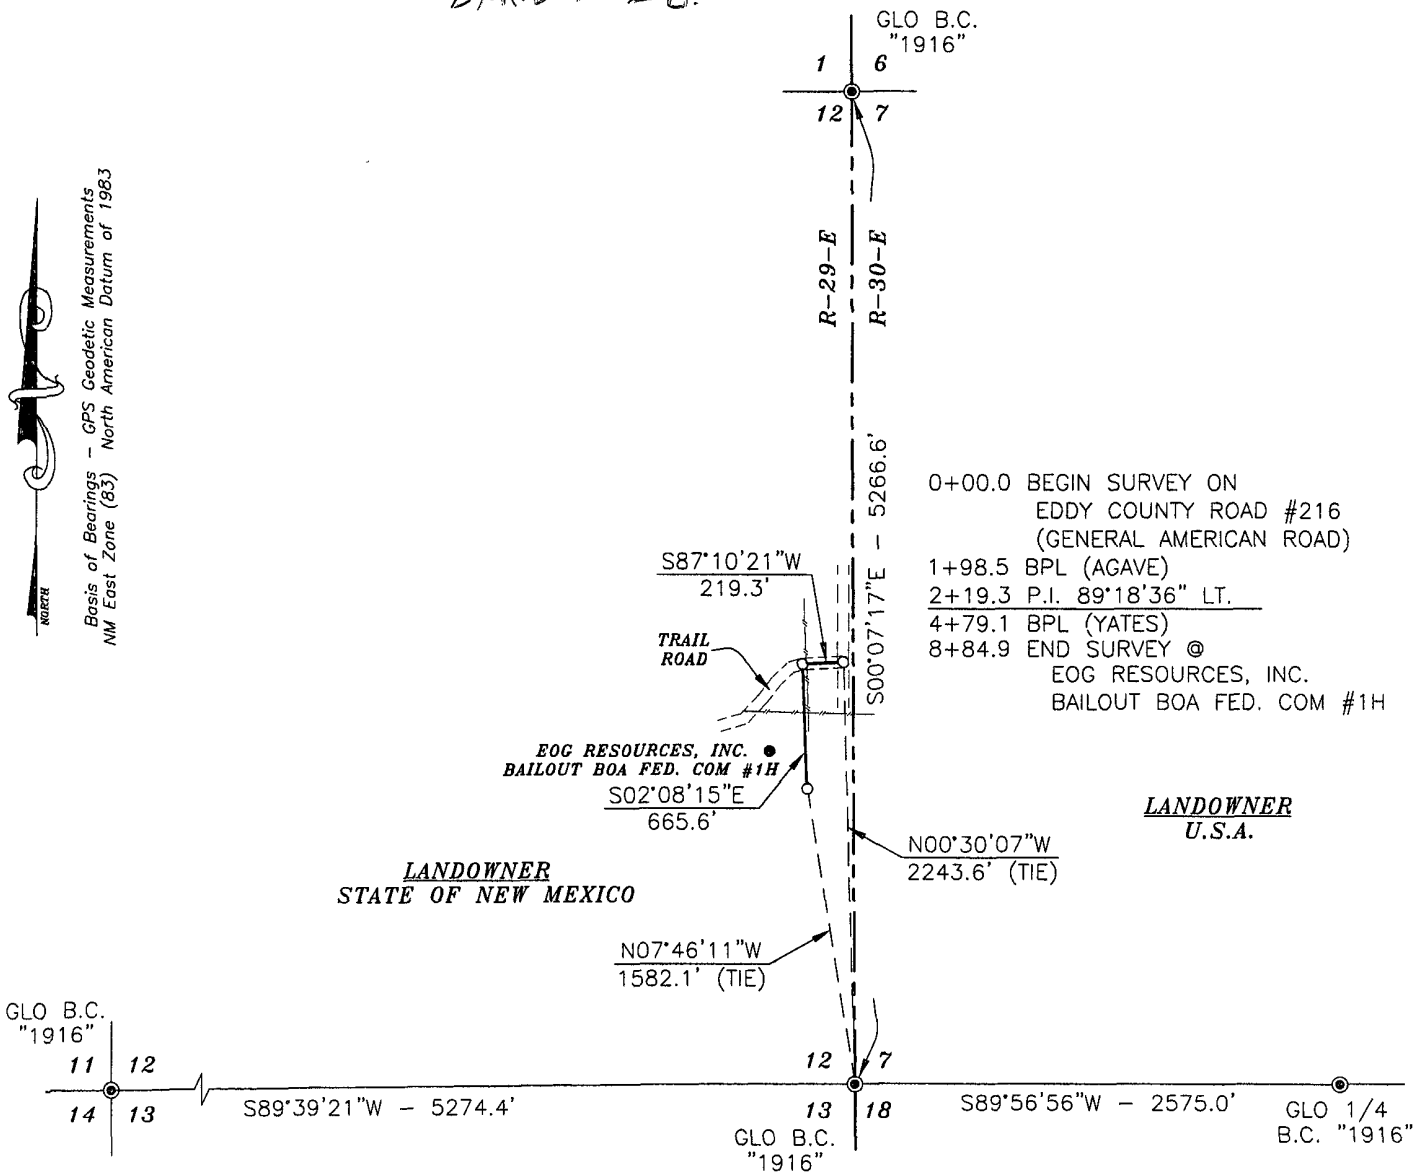 GLO B.C.
"1916"
1 6
12 7
Basis of Bearings - GPS Geodetic Measurements
NM East Zone (83) North American Datum of 1983
NORTH
R-29-E
R-30-E
S00°07'17"E - 5266.6'
0+00.0 BEGIN SURVEY ON
EDDY COUNTY ROAD #216
(GENERAL AMERICAN ROAD)
1+98.5 BPL (AGAVE)
2+19.3 P.I. 89°18'36" LT.
4+79.1 BPL (YATES)
8+84.9 END SURVEY @
EOG RESOURCES, INC.
BAILOUT BOA FED. COM #1H
S87°10'21"W
219.3'
TRAIL
ROAD
EOG RESOURCES, INC.
BAILOUT BOA FED. COM #1H
S02°08'15"E
665.6'
LANDOWNER
U.S.A.
N00°30'07"W
2243.6' (TIE)
LANDOWNER
STATE OF NEW MEXICO
N07°46'11"W
1582.1' (TIE)
GLO B.C.
"1916"
11 12
14 13
S89°39'21"W - 5274.4'
12 7
13 18
GLO B.C.
"1916"
S89°56'56"W - 2575.0'
GLO 1/4
B.C. "1916"